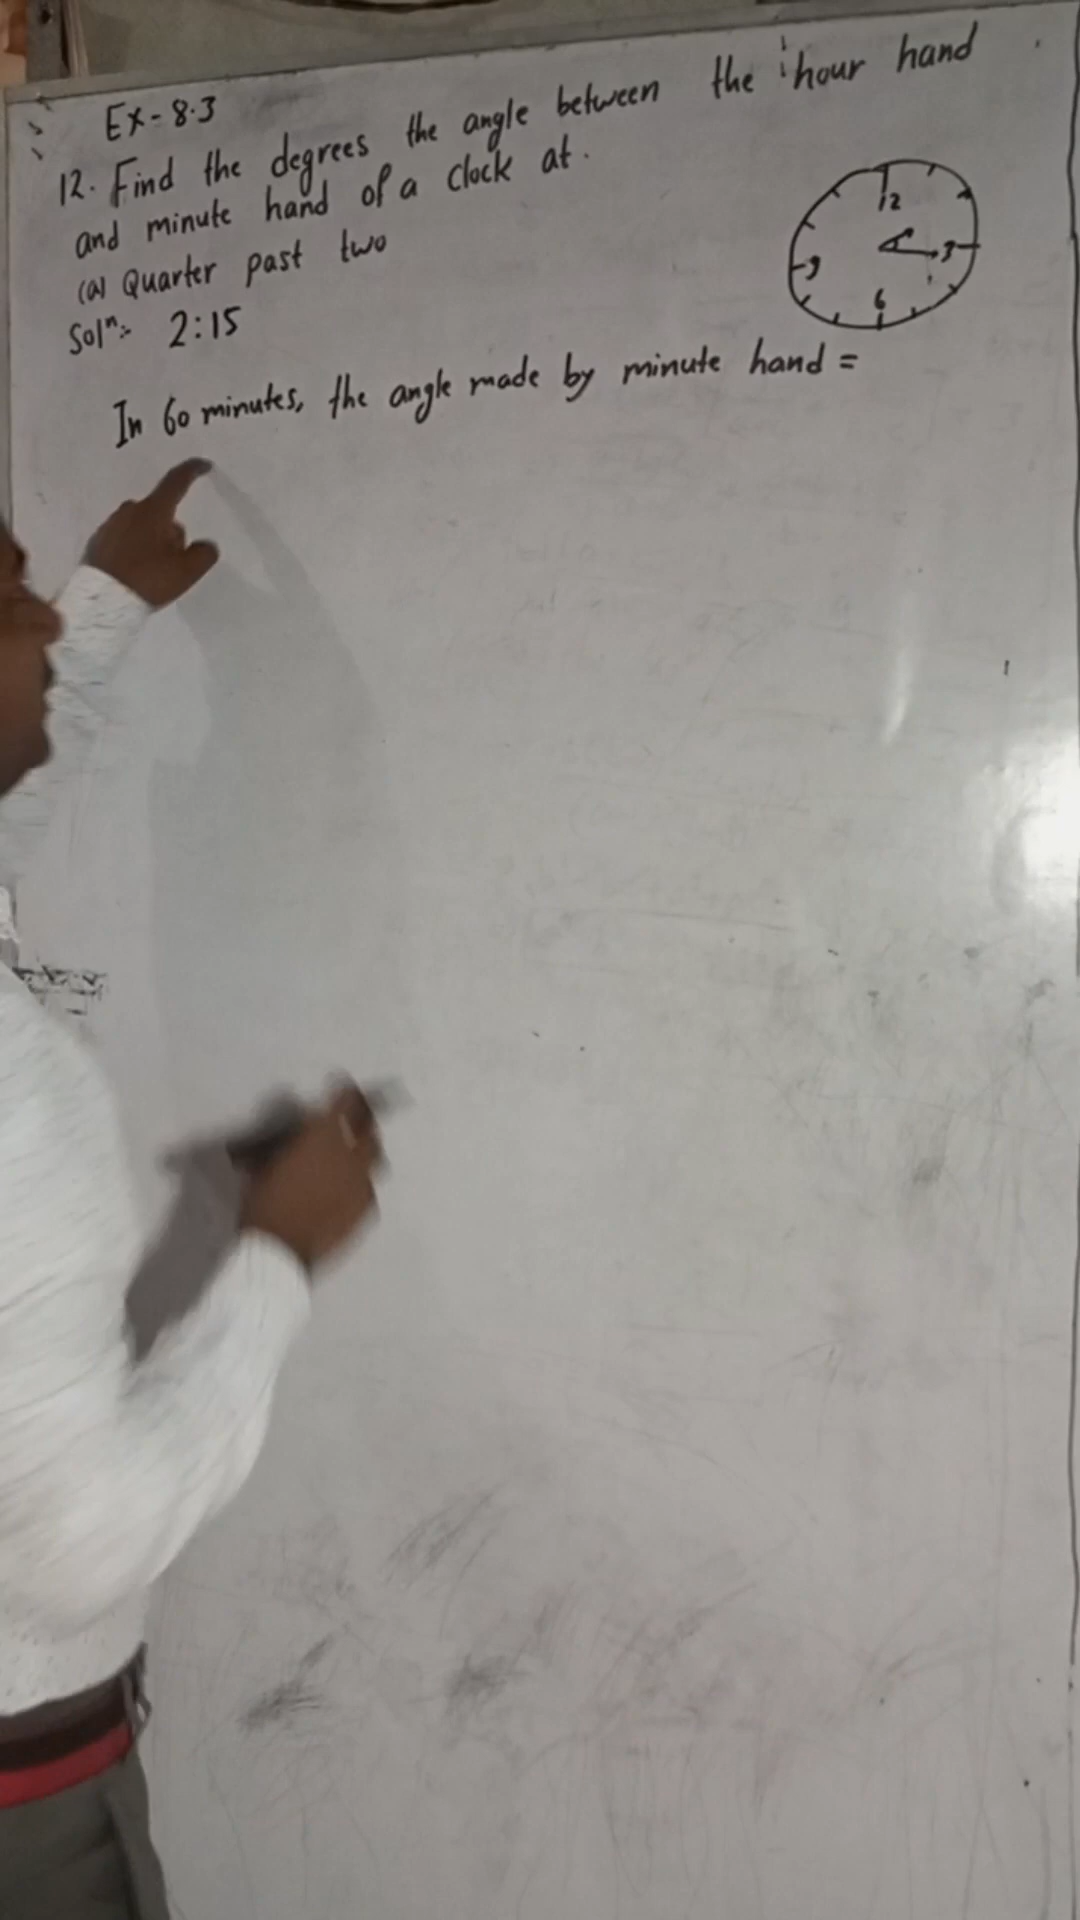 Ex-8.3
12. Find the degrees the angle between the hour hand
and minute hand of a clock at.
(a) Quarter past two
Solⁿ:- 2:15
12
3
9
6
In 60 minutes, the angle made by minute hand =